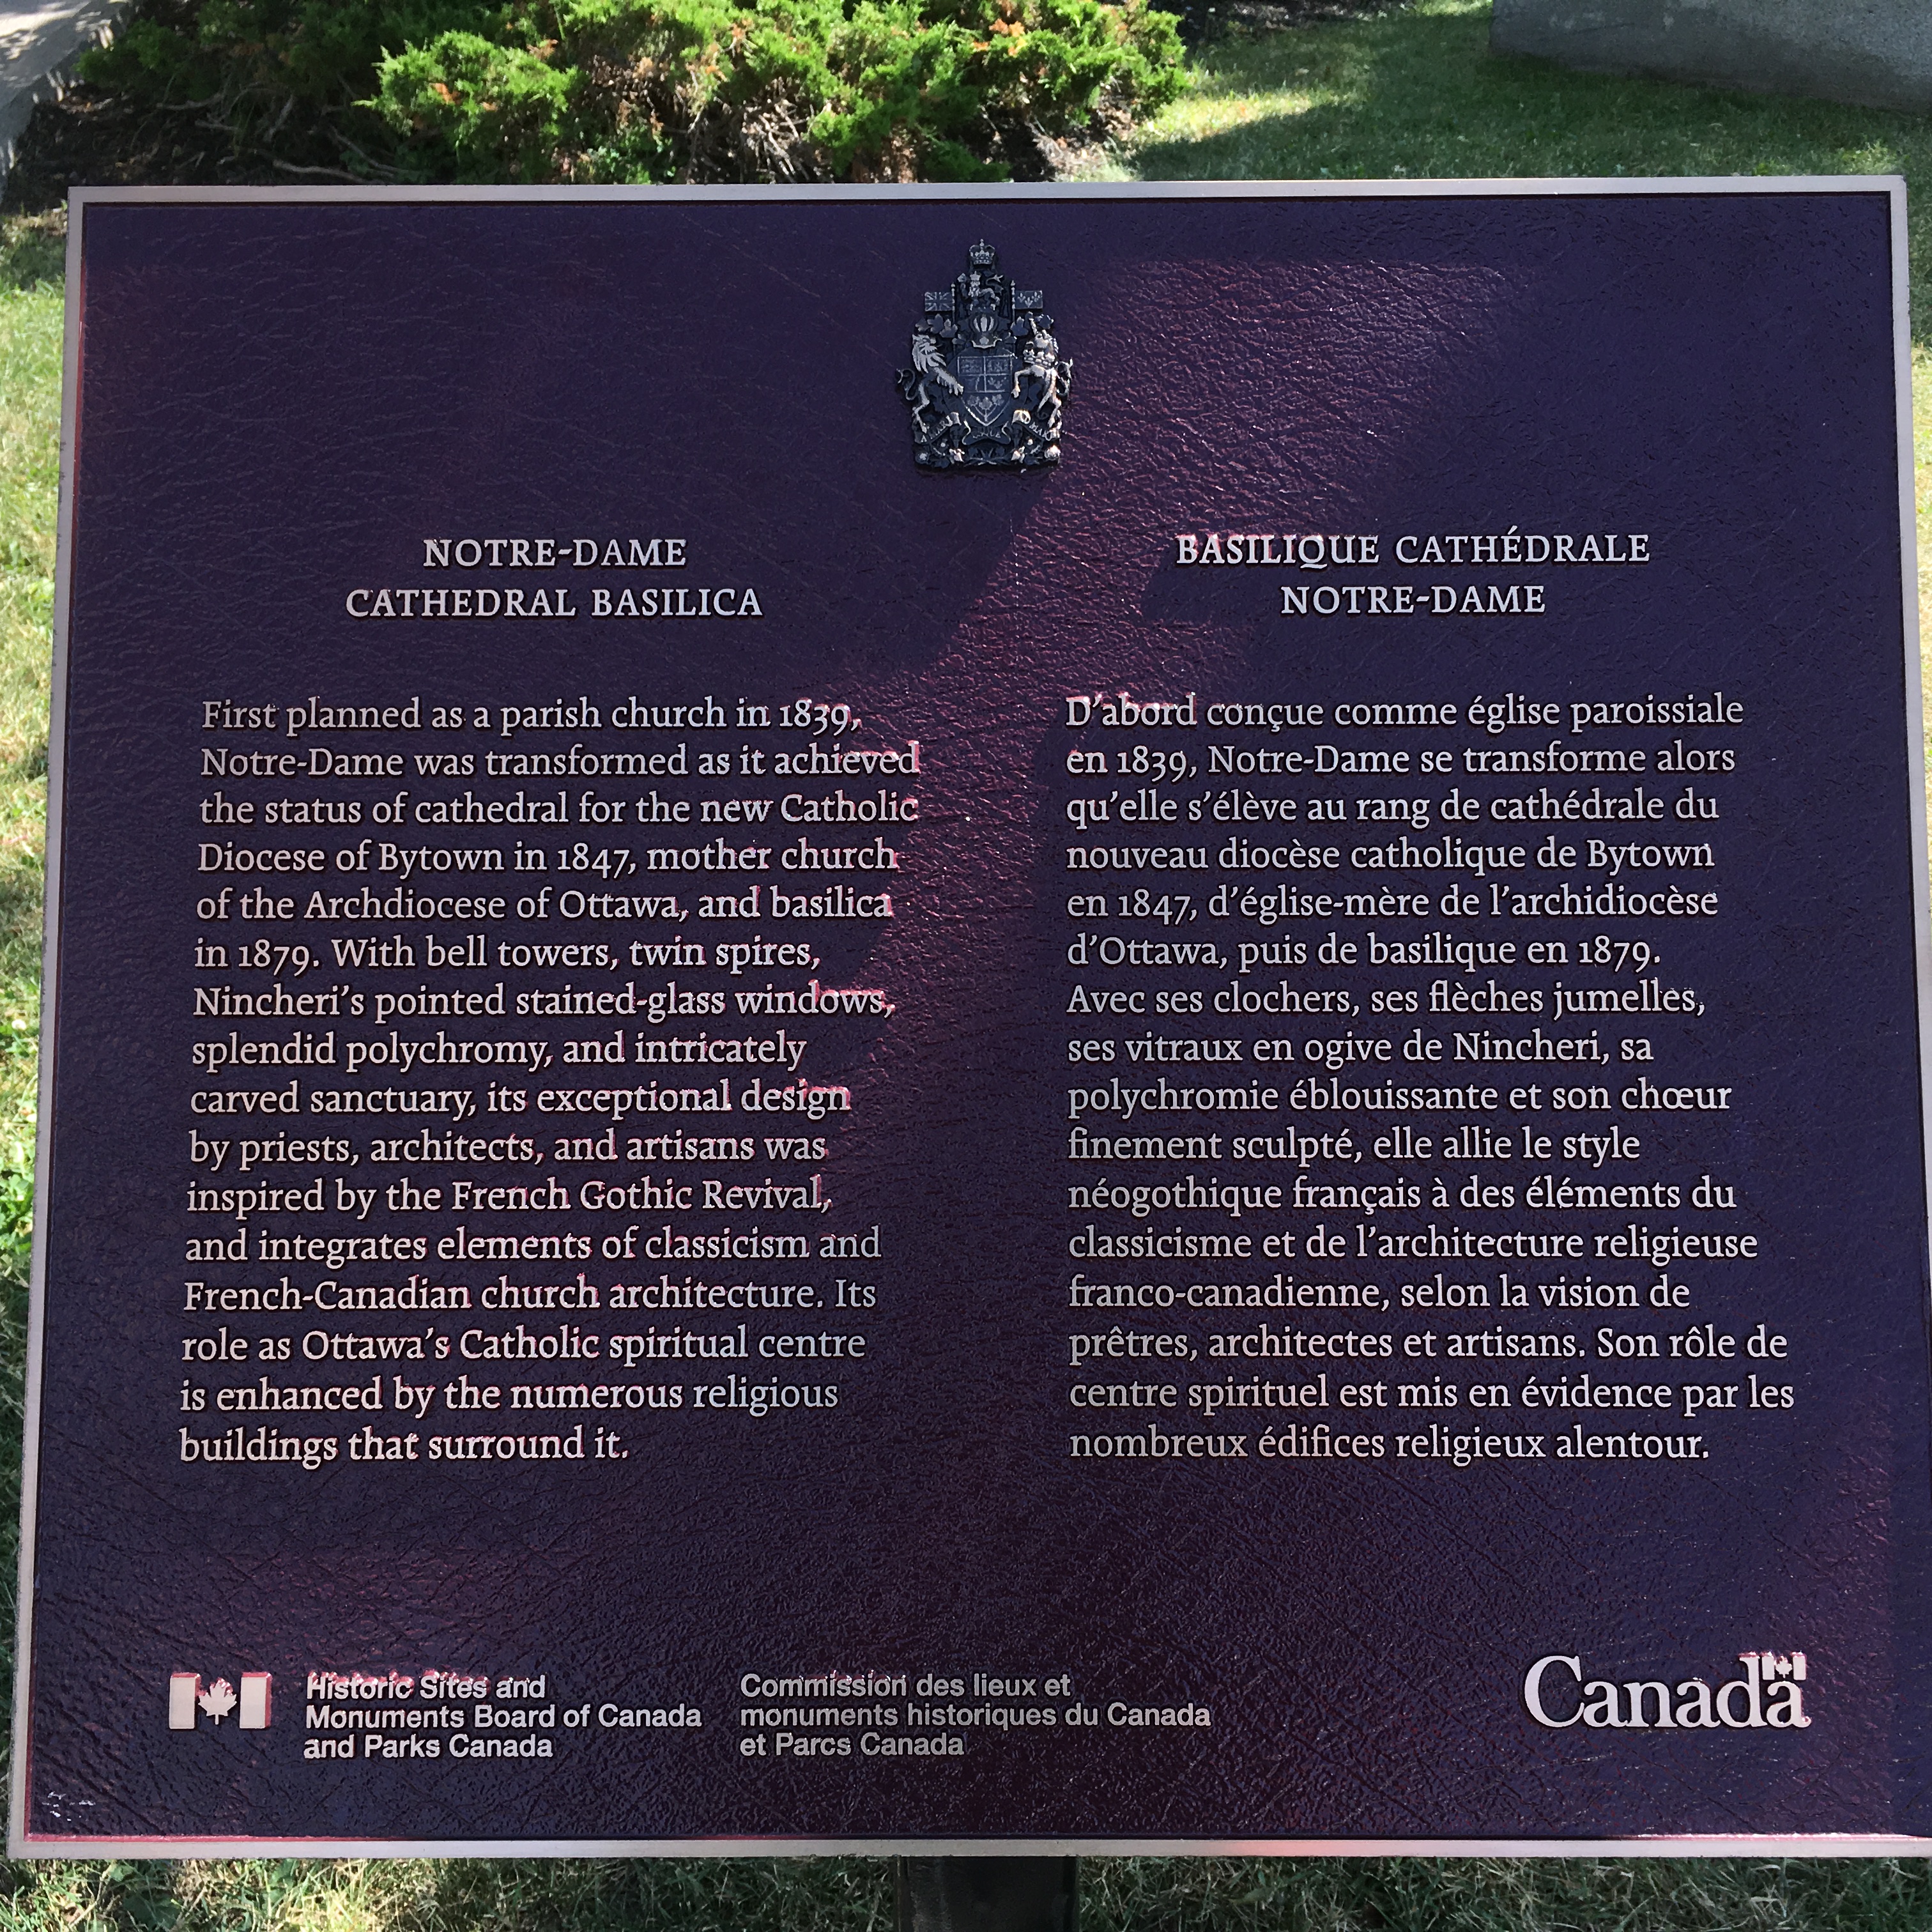 NOTRE-DAME
CATHEDRAL BASILICA
First planned as a parish church in 1839,
Notre-Dame was transformed as it achieved
the status of cathedral for the new Catholic
Diocese of Bytown in 1847, mother church
of the Archdiocese of Ottawa, and basilica
in 1879. With bell towers, twin spires,
Nincheri's pointed stained-glass windows,
splendid polychromy, and intricately
carved sanctuary, its exceptional design
by priests, architects, and artisans was
inspired by the French Gothic Revival,
and integrates elements of classicism and
French-Canadian church architecture. Its
role as Ottawa's Catholic spiritual centre
is enhanced by the numerous religious
buildings that surround it.
BASILIQUE CATHÉDRALE
NOTRE-DAME
D'abord conçue comme église paroissiale
en 1839, Notre-Dame se transforme alors
qu'elle s'élève au rang de cathédrale du
nouveau diocèse catholique de Bytown
en 1847, d'église-mère de l'archidiocèse
d'Ottawa, puis de basilique en 1879.
Avec ses clochers, ses flèches jumelles,
ses vitraux en ogive de Nincheri, sa
polychromie éblouissante et son chœur
finement sculpté, elle allie le style
néogothique français à des éléments du
classicisme et de l'architecture religieuse
franco-canadienne, selon la vision de
prêtres, architectes et artisans. Son rôle de
centre spirituel est mis en évidence par les
nombreux édifices religieux alentour.
Historic Sites and
Monuments Board of Canada
and Parks Canada
Commission des lieux et
monuments historiques du Canada
et Parcs Canada
Canada